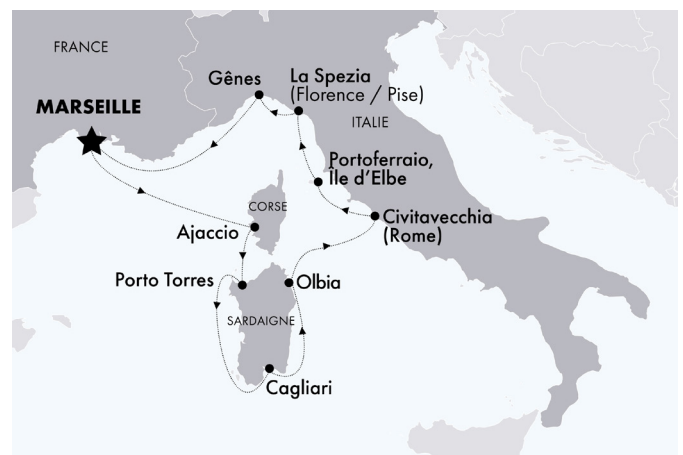 FRANCE
Gênes
La Spezia
(Florence / Pise)
MARSEILLE
ITALIE
Portoferraio,
Île d'Elbe
CORSE
Civitavecchia
(Rome)
Ajaccio
Porto Torres
Olbia
SARDAIGNE
Cagliari